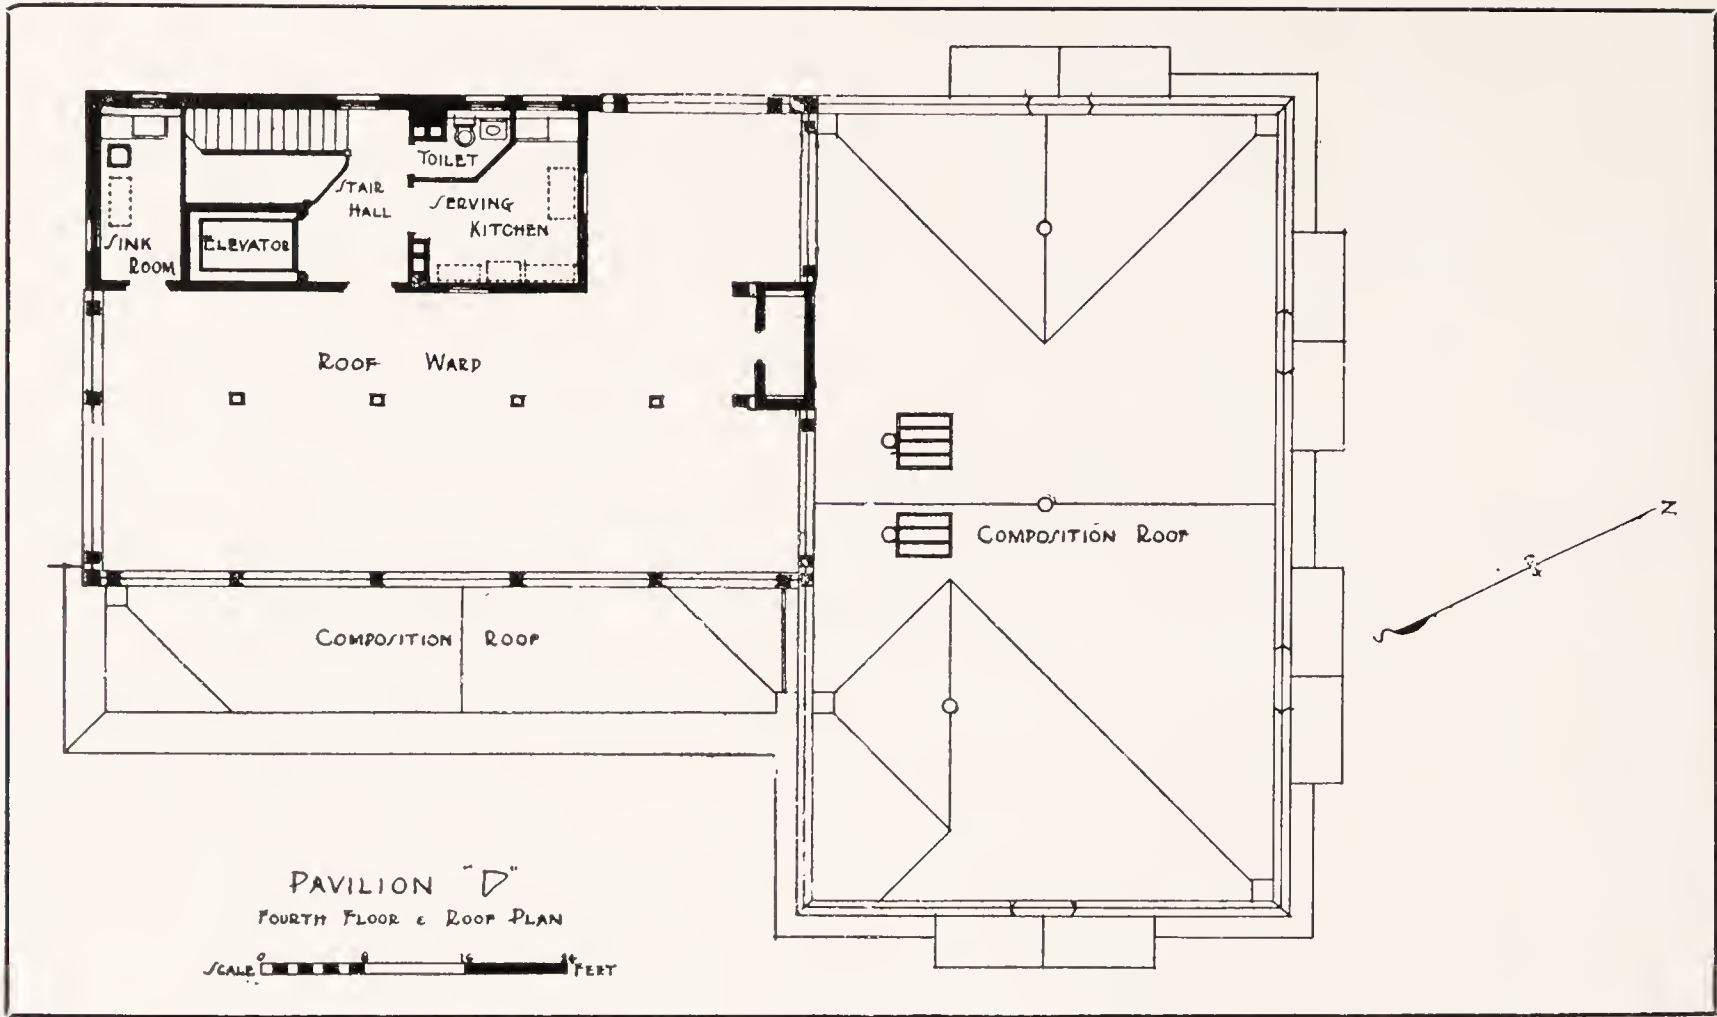 TOILET
STAIR
HALL
SERVING
KITCHEN
SINK
ROOM
ELEVATOR
ROOF WARD
COMPOSITION ROOF
N
COMPOSITION ROOF
PAVILION "D"
FOURTH FLOOR & ROOF PLAN
0 8 16 24
SCALE FEET